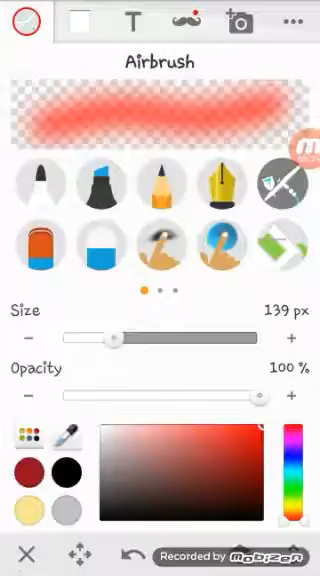 T
Airbrush
Size 139 px
Opacity 100 %
Recorded by mobizen